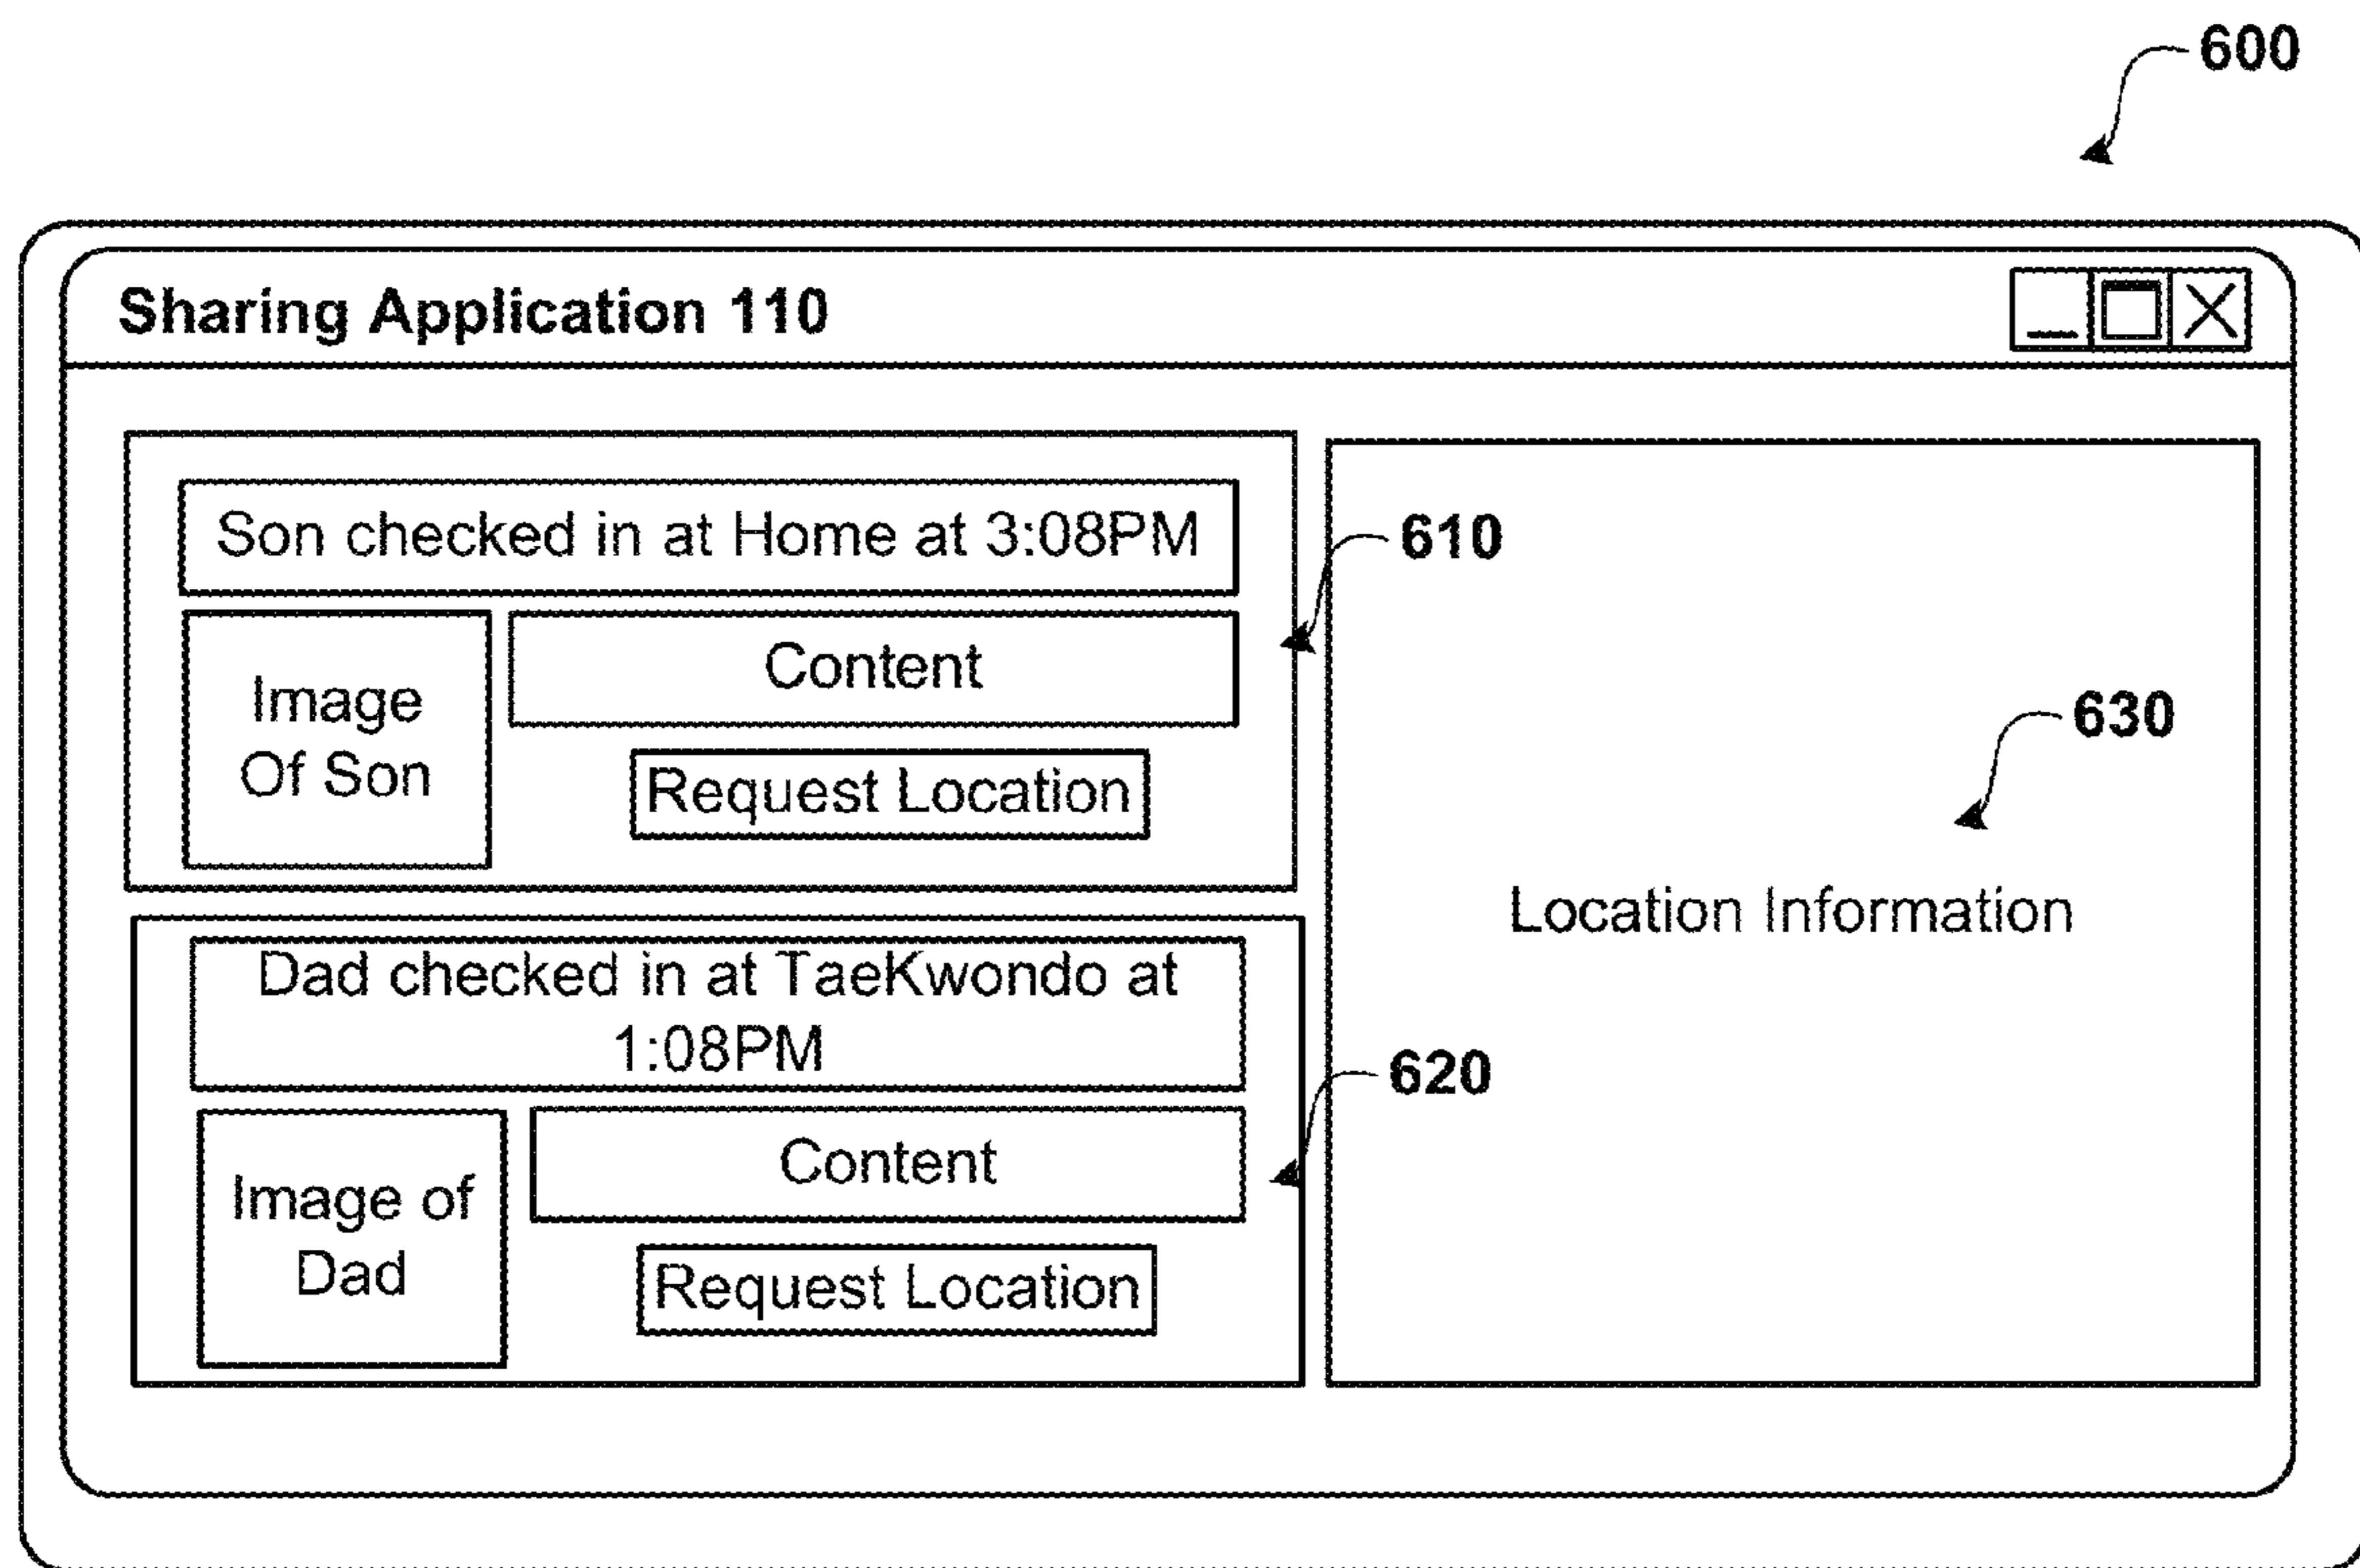 600
Sharing Application 110
Son checked in at Home at 3:08PM
610
Image
Of Son
Content
Request Location
630
Location Information
Dad checked in at TaeKwondo at
1:08PM
620
Image of
Dad
Content
Request Location